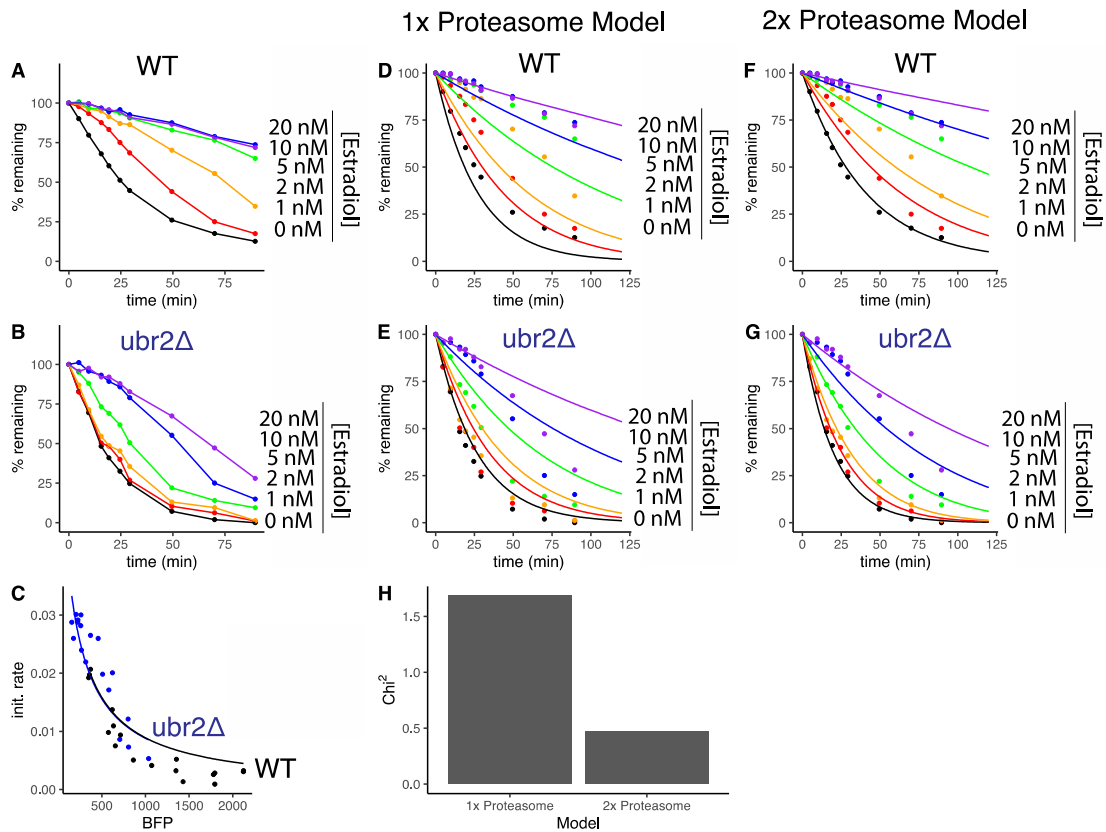 1x Proteasome Model
2x Proteasome Model
A
WT
% remaining
100
75
50
25
0
0 25 50 75
time (min)
20 nM
10 nM
5 nM
2 nM
1 nM
0 nM
[Estradiol]
D
WT
% remaining
100
75
50
25
0
0 25 50 75 100 125
time (min)
20 nM
10 nM
5 nM
2 nM
1 nM
0 nM
[Estradiol]
F
WT
% remaining
100
75
50
25
0
0 25 50 75 100 125
time (min)
20 nM
10 nM
5 nM
2 nM
1 nM
0 nM
[Estradiol]
B
ubr2Δ
% remaining
100
75
50
25
0
0 25 50 75
time (min)
20 nM
10 nM
5 nM
2 nM
1 nM
0 nM
[Estradiol]
E
ubr2Δ
% remaining
100
75
50
25
0
0 25 50 75 100 125
time (min)
20 nM
10 nM
5 nM
2 nM
1 nM
0 nM
[Estradiol]
G
ubr2Δ
% remaining
100
75
50
25
0
0 25 50 75 100 125
time (min)
20 nM
10 nM
5 nM
2 nM
1 nM
0 nM
[Estradiol]
C
init. rate
0.03
0.02
0.01
0.00
ubr2Δ
WT
500 1000 1500 2000
BFP
H
Chi²
1.5
1.0
0.5
0.0
1x Proteasome 2x Proteasome
Model